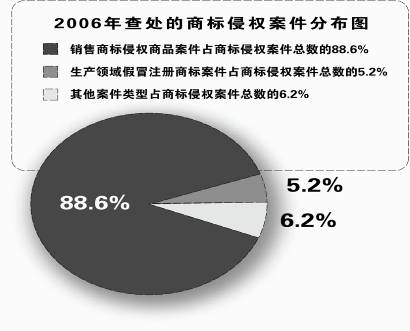 2006年查处的商标侵权案件分布图
销售商标侵权商品案件占商标侵权案件总数的88.6%
生产领域假冒注册商标案件占商标侵权案件总数的5.2%
其他案件类型占商标侵权案件总数的6.2%
88.6%
5.2%
6.2%